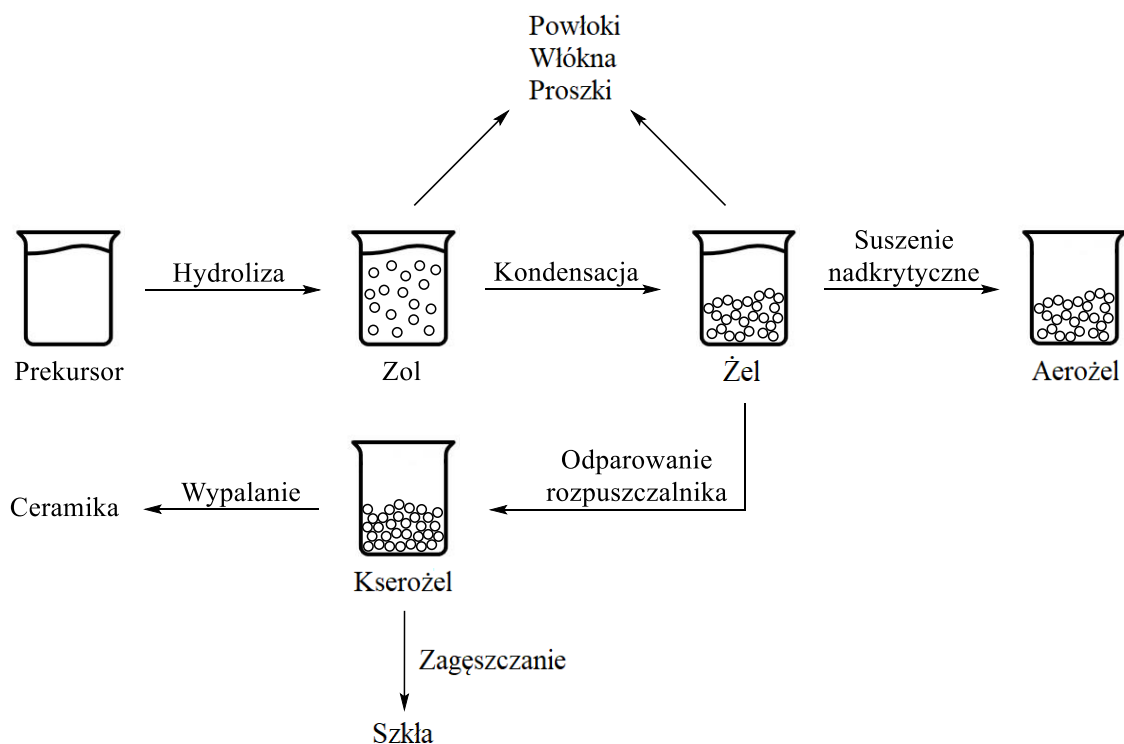 Powłoki
Włókna
Proszki
Hydroliza
Kondensacja
Suszenie
nadkrytyczne
Prekursor
Zol
Żel
Aerożel
Ceramika
Wypalanie
Odparowanie
rozpuszczalnika
Kserożel
Zagęszczanie
Szkła